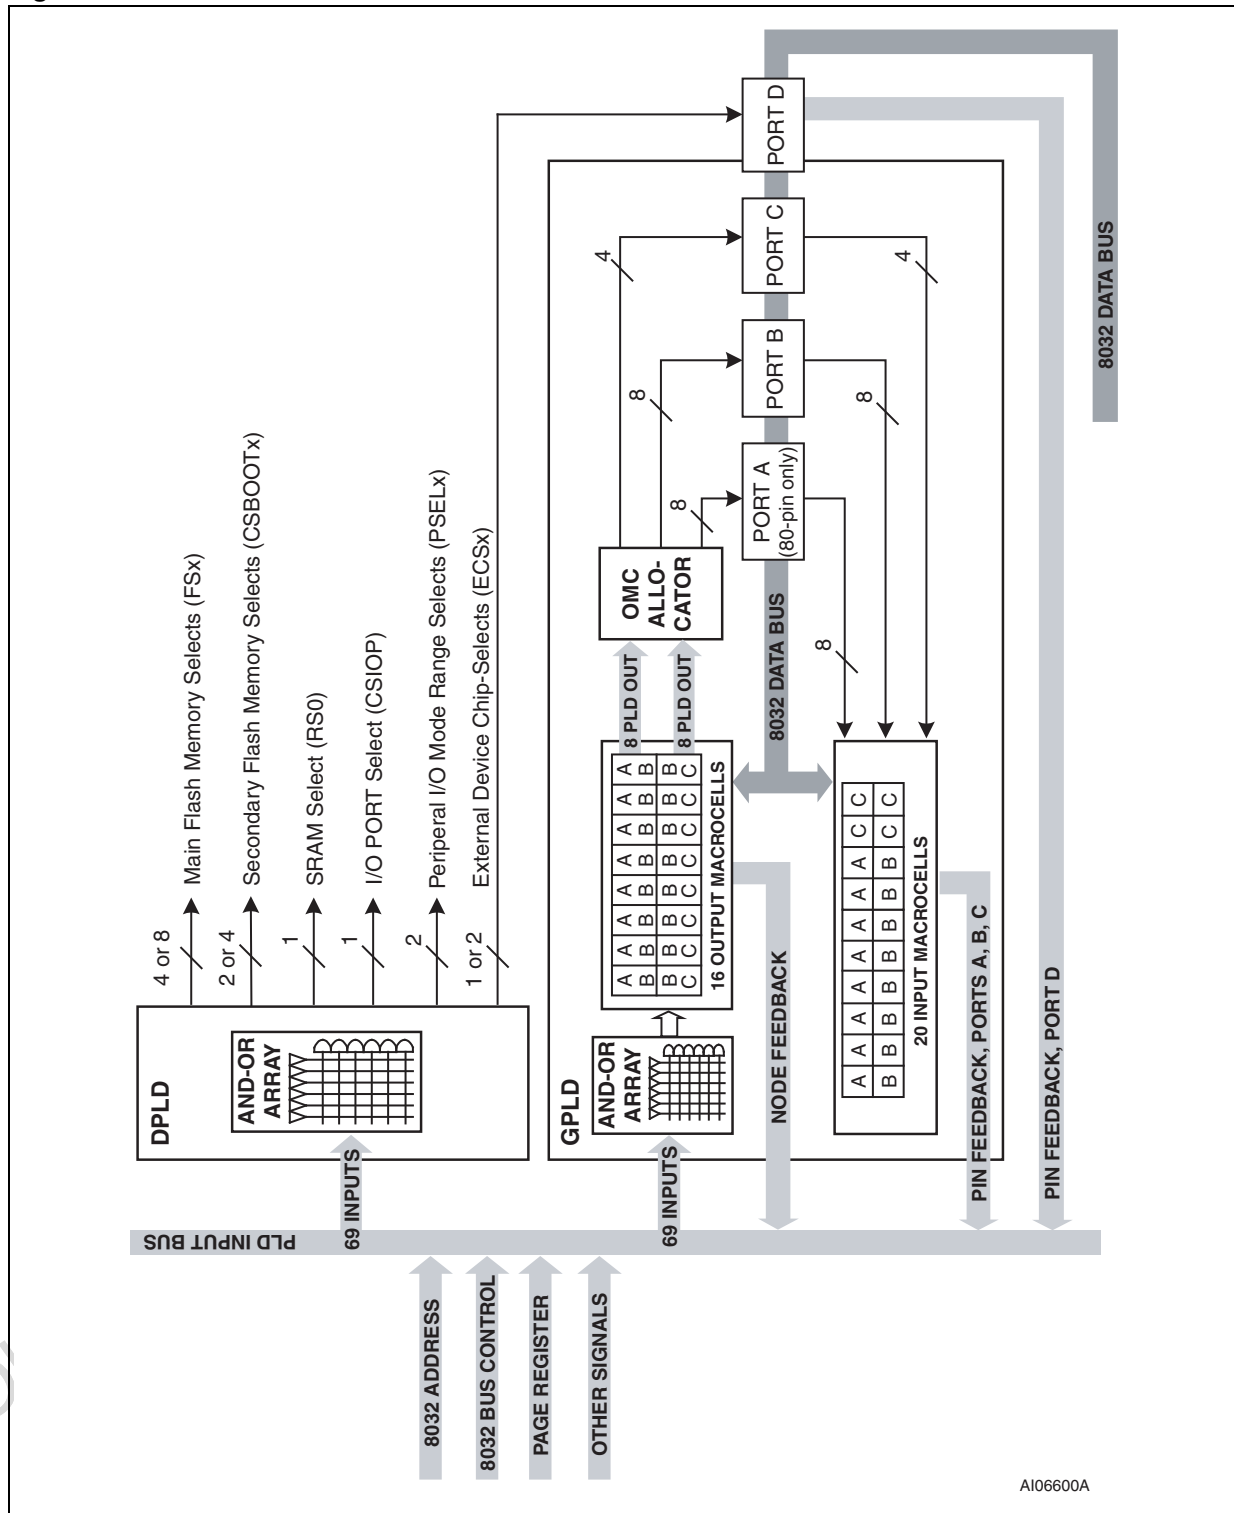 DPLD
AND-OR
ARRAY
4 or 8
Main Flash Memory Selects (FSx)
2 or 4
Secondary Flash Memory Selects (CSBOOTx)
1
SRAM Select (RS0)
1
I/O PORT Select (CSIOP)
2
Periperal I/O Mode Range Selects (PSELx)
1 or 2
External Device Chip-Selects (ECSx)
PLD INPUT BUS
69 INPUTS
69 INPUTS
8032 ADDRESS
8032 BUS CONTROL
PAGE REGISTER
OTHER SIGNALS
GPLD
AND-OR
ARRAY
A A A A A A A A
B B B B B B B B
B B B B B B B B
C C C C C C C C
16 OUTPUT MACROCELLS
8 PLD OUT
8 PLD OUT
OMC
ALLO-
CATOR
4
8
8
PORT D
PORT C
PORT B
PORT A
(80-pin only)
4
8
8
8032 DATA BUS
8032 DATA BUS
A A A A A A A A C C
B B B B B B B B C C
20 INPUT MACROCELLS
NODE FEEDBACK
PIN FEEDBACK, PORTS A, B, C
PIN FEEDBACK, PORT D
AI06600A